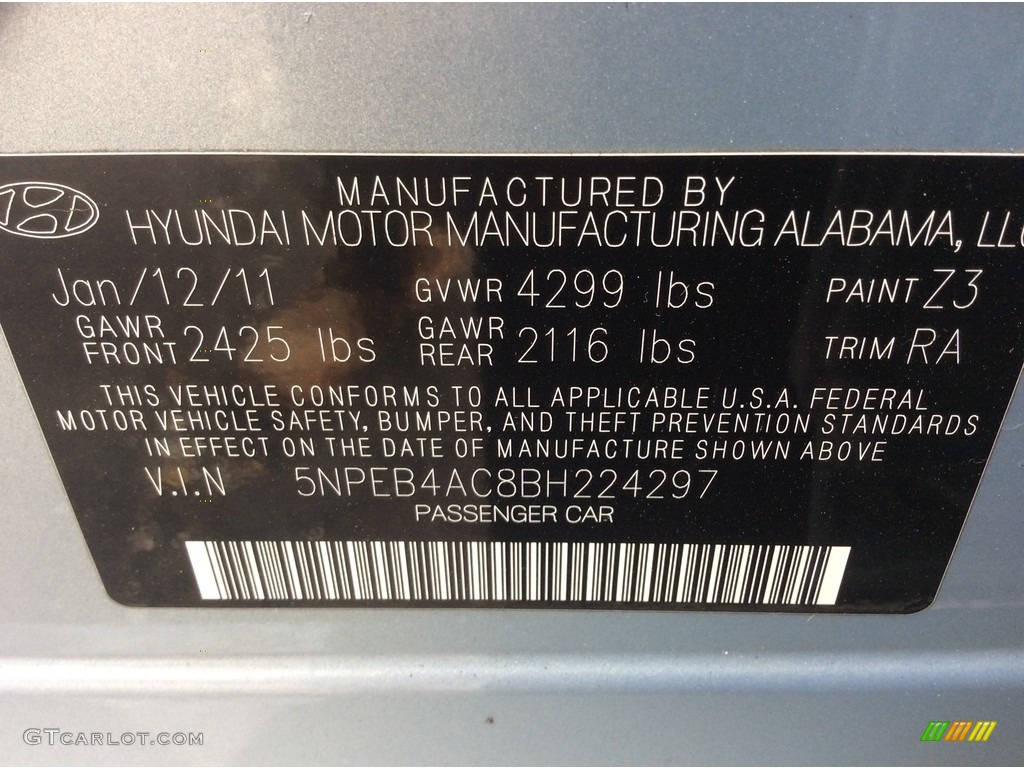 MANUFACTURED BY
HYUNDAI MOTOR MANUFACTURING ALABAMA, LLC
Jan/12/11 GVWR 4299 lbs PAINT Z3
GAWR FRONT 2425 lbs GAWR REAR 2116 lbs TRIM RA
THIS VEHICLE CONFORMS TO ALL APPLICABLE U.S.A. FEDERAL
MOTOR VEHICLE SAFETY, BUMPER, AND THEFT PREVENTION STANDARDS
IN EFFECT ON THE DATE OF MANUFACTURE SHOWN ABOVE
V.I.N 5NPEB4AC8BH224297
PASSENGER CAR
GTCARLOT.COM